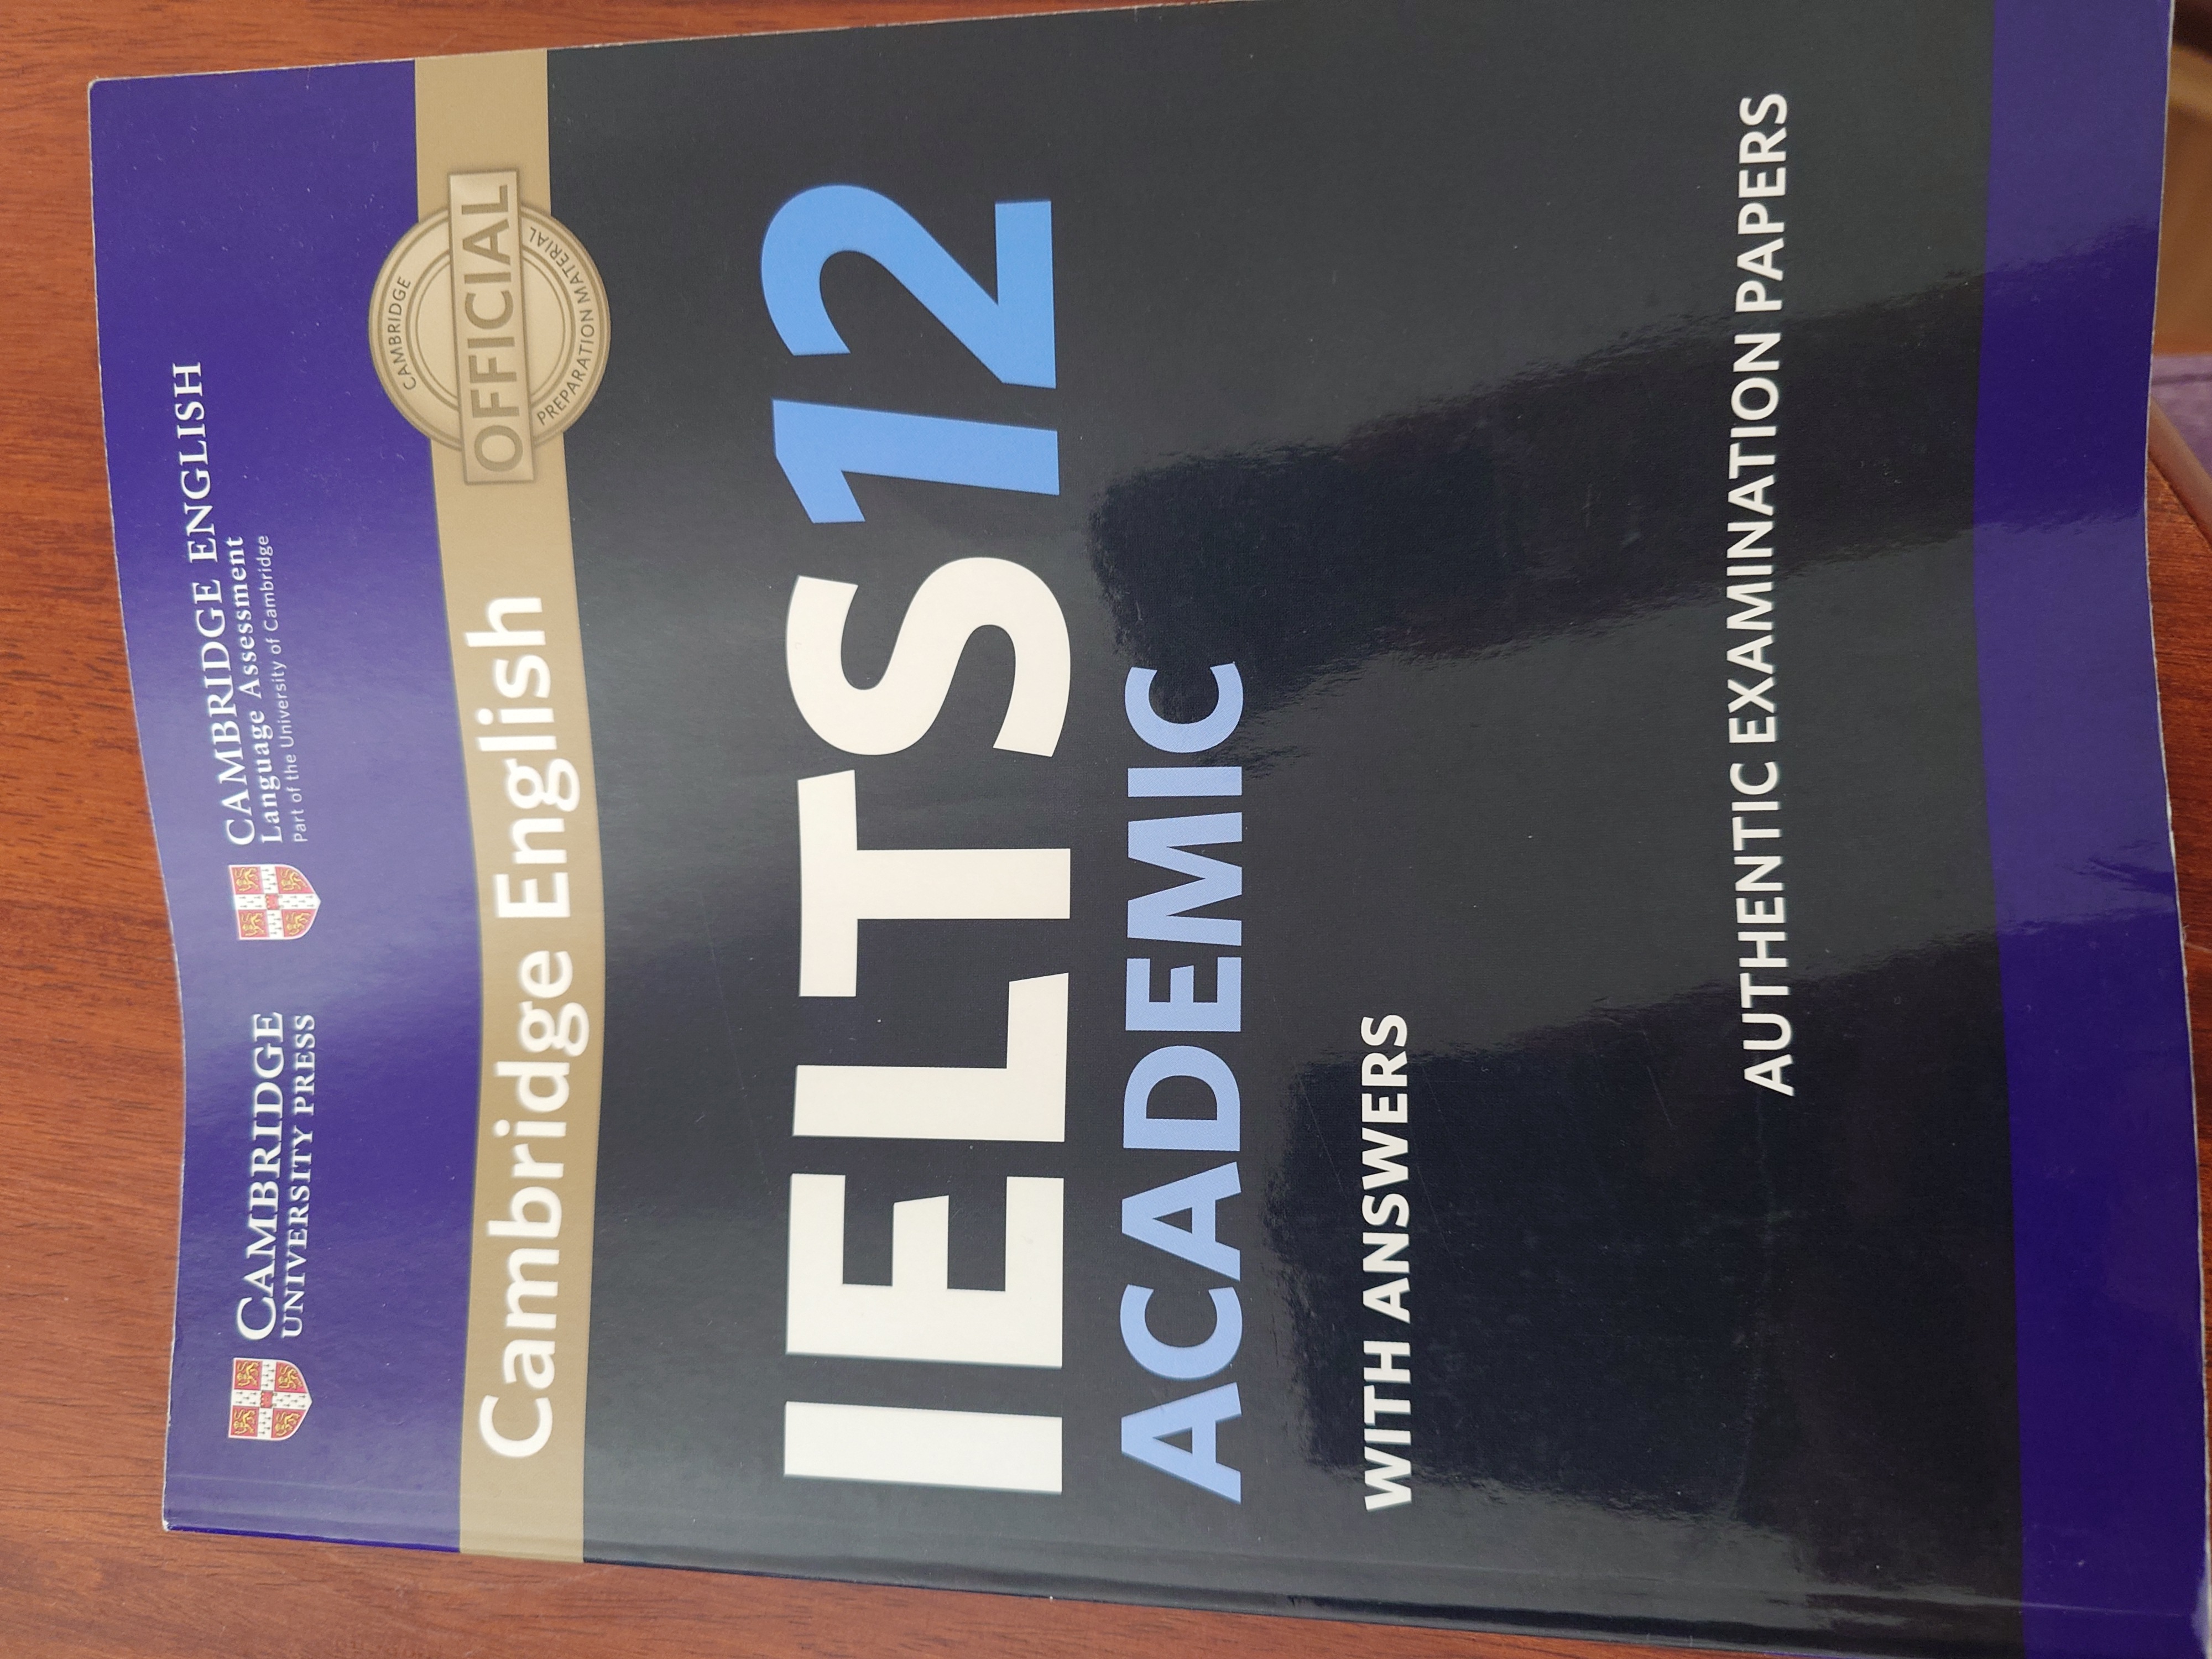 CAMBRIDGE
UNIVERSITY PRESS
CAMBRIDGE ENGLISH
Language Assessment
Part of the University of Cambridge
Cambridge English
CAMBRIDGE
OFFICIAL
PREPARATION MATERIAL
IELTS 12
ACADEMIC
WITH ANSWERS
AUTHENTIC EXAMINATION PAPERS